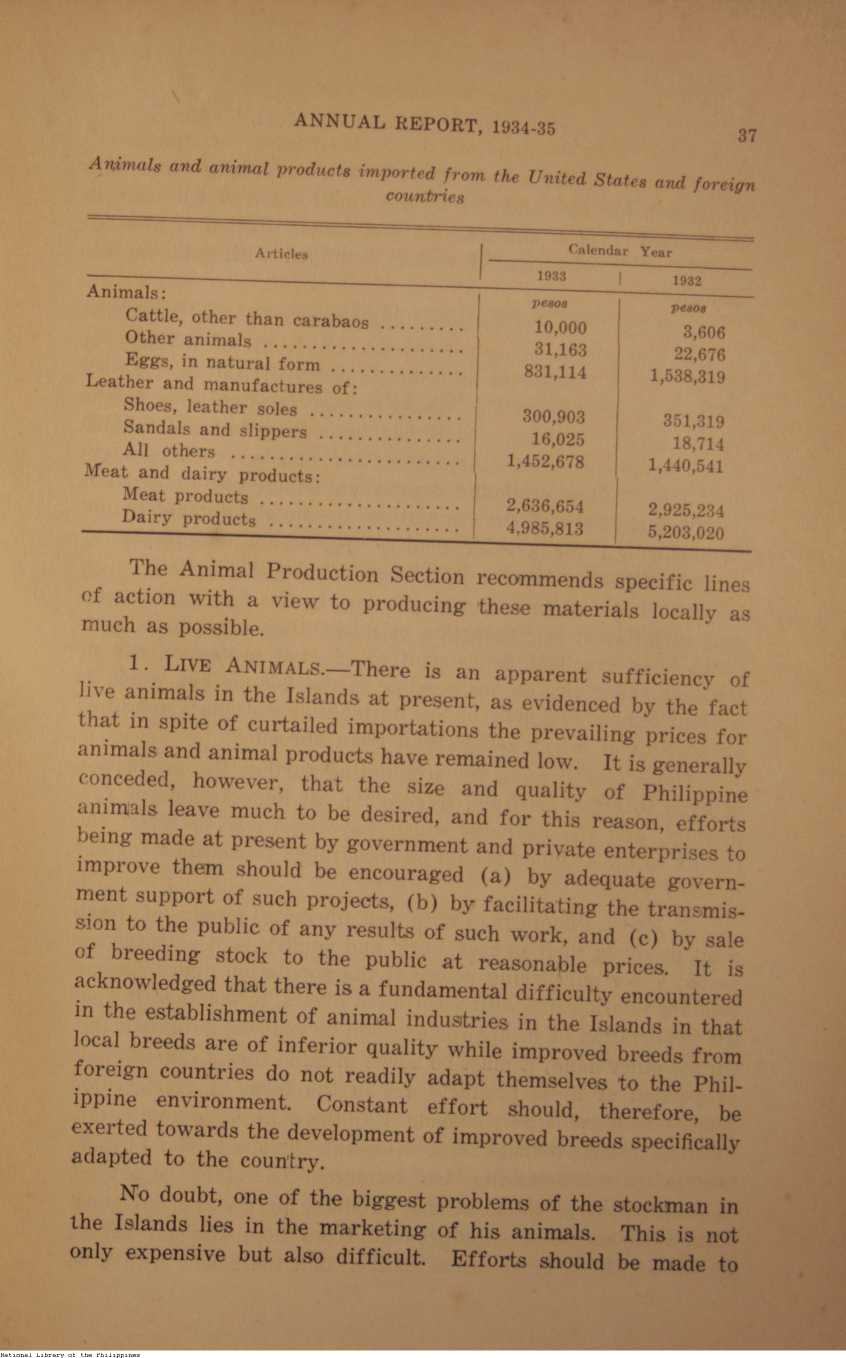 ANNUAL REPORT, 1934-35 37
Animals and animal products imported from the United States and foreign
countries
Articles Calendar Year
1933 1932
Animals: pesos pesos
Cattle, other than carabaos ......... 10,000 3,606
Other animals ..................... 31,163 22,676
Eggs, in natural form .............. 831,114 1,538,319
Leather and manufactures of:
Shoes, leather soles ................ 300,903 351,319
Sandals and slippers ............... 16,025 18,714
All others ........................ 1,452,678 1,440,541
Meat and dairy products:
Meat products ..................... 2,636,654 2,925,234
Dairy products .................... 4,985,813 5,203,020
The Animal Production Section recommends specific lines
of action with a view to producing these materials locally as
much as possible.
1. LIVE ANIMALS.—There is an apparent sufficiency of
live animals in the Islands at present, as evidenced by the fact
that in spite of curtailed importations the prevailing prices for
animals and animal products have remained low. It is generally
conceded, however, that the size and quality of Philippine
animals leave much to be desired, and for this reason, efforts
being made at present by government and private enterprises to
improve them should be encouraged (a) by adequate govern-
ment support of such projects, (b) by facilitating the transmis-
sion to the public of any results of such work, and (c) by sale
of breeding stock to the public at reasonable prices. It is
acknowledged that there is a fundamental difficulty encountered
in the establishment of animal industries in the Islands in that
local breeds are of inferior quality while improved breeds from
foreign countries do not readily adapt themselves to the Phil-
ippine environment. Constant effort should, therefore, be
exerted towards the development of improved breeds specifically
adapted to the country.
No doubt, one of the biggest problems of the stockman in
the Islands lies in the marketing of his animals. This is not
only expensive but also difficult. Efforts should be made to
National Library of the Philippines